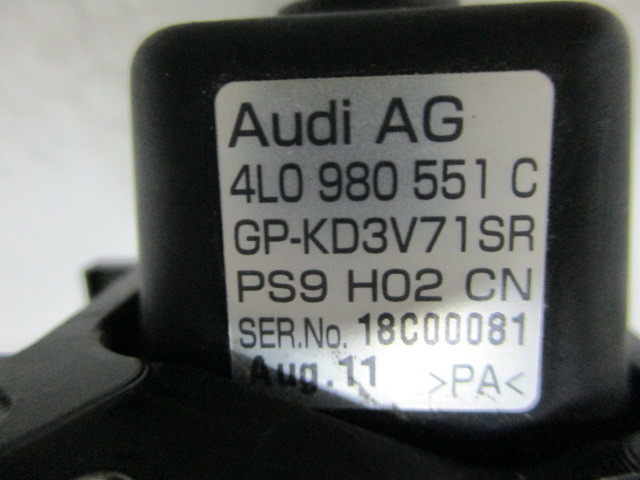 Audi AG
4L0 980 551 C
GP-KD3V71SR
PS9 H02 CN
SER.No. 18C00081
Aug.11 >PA<